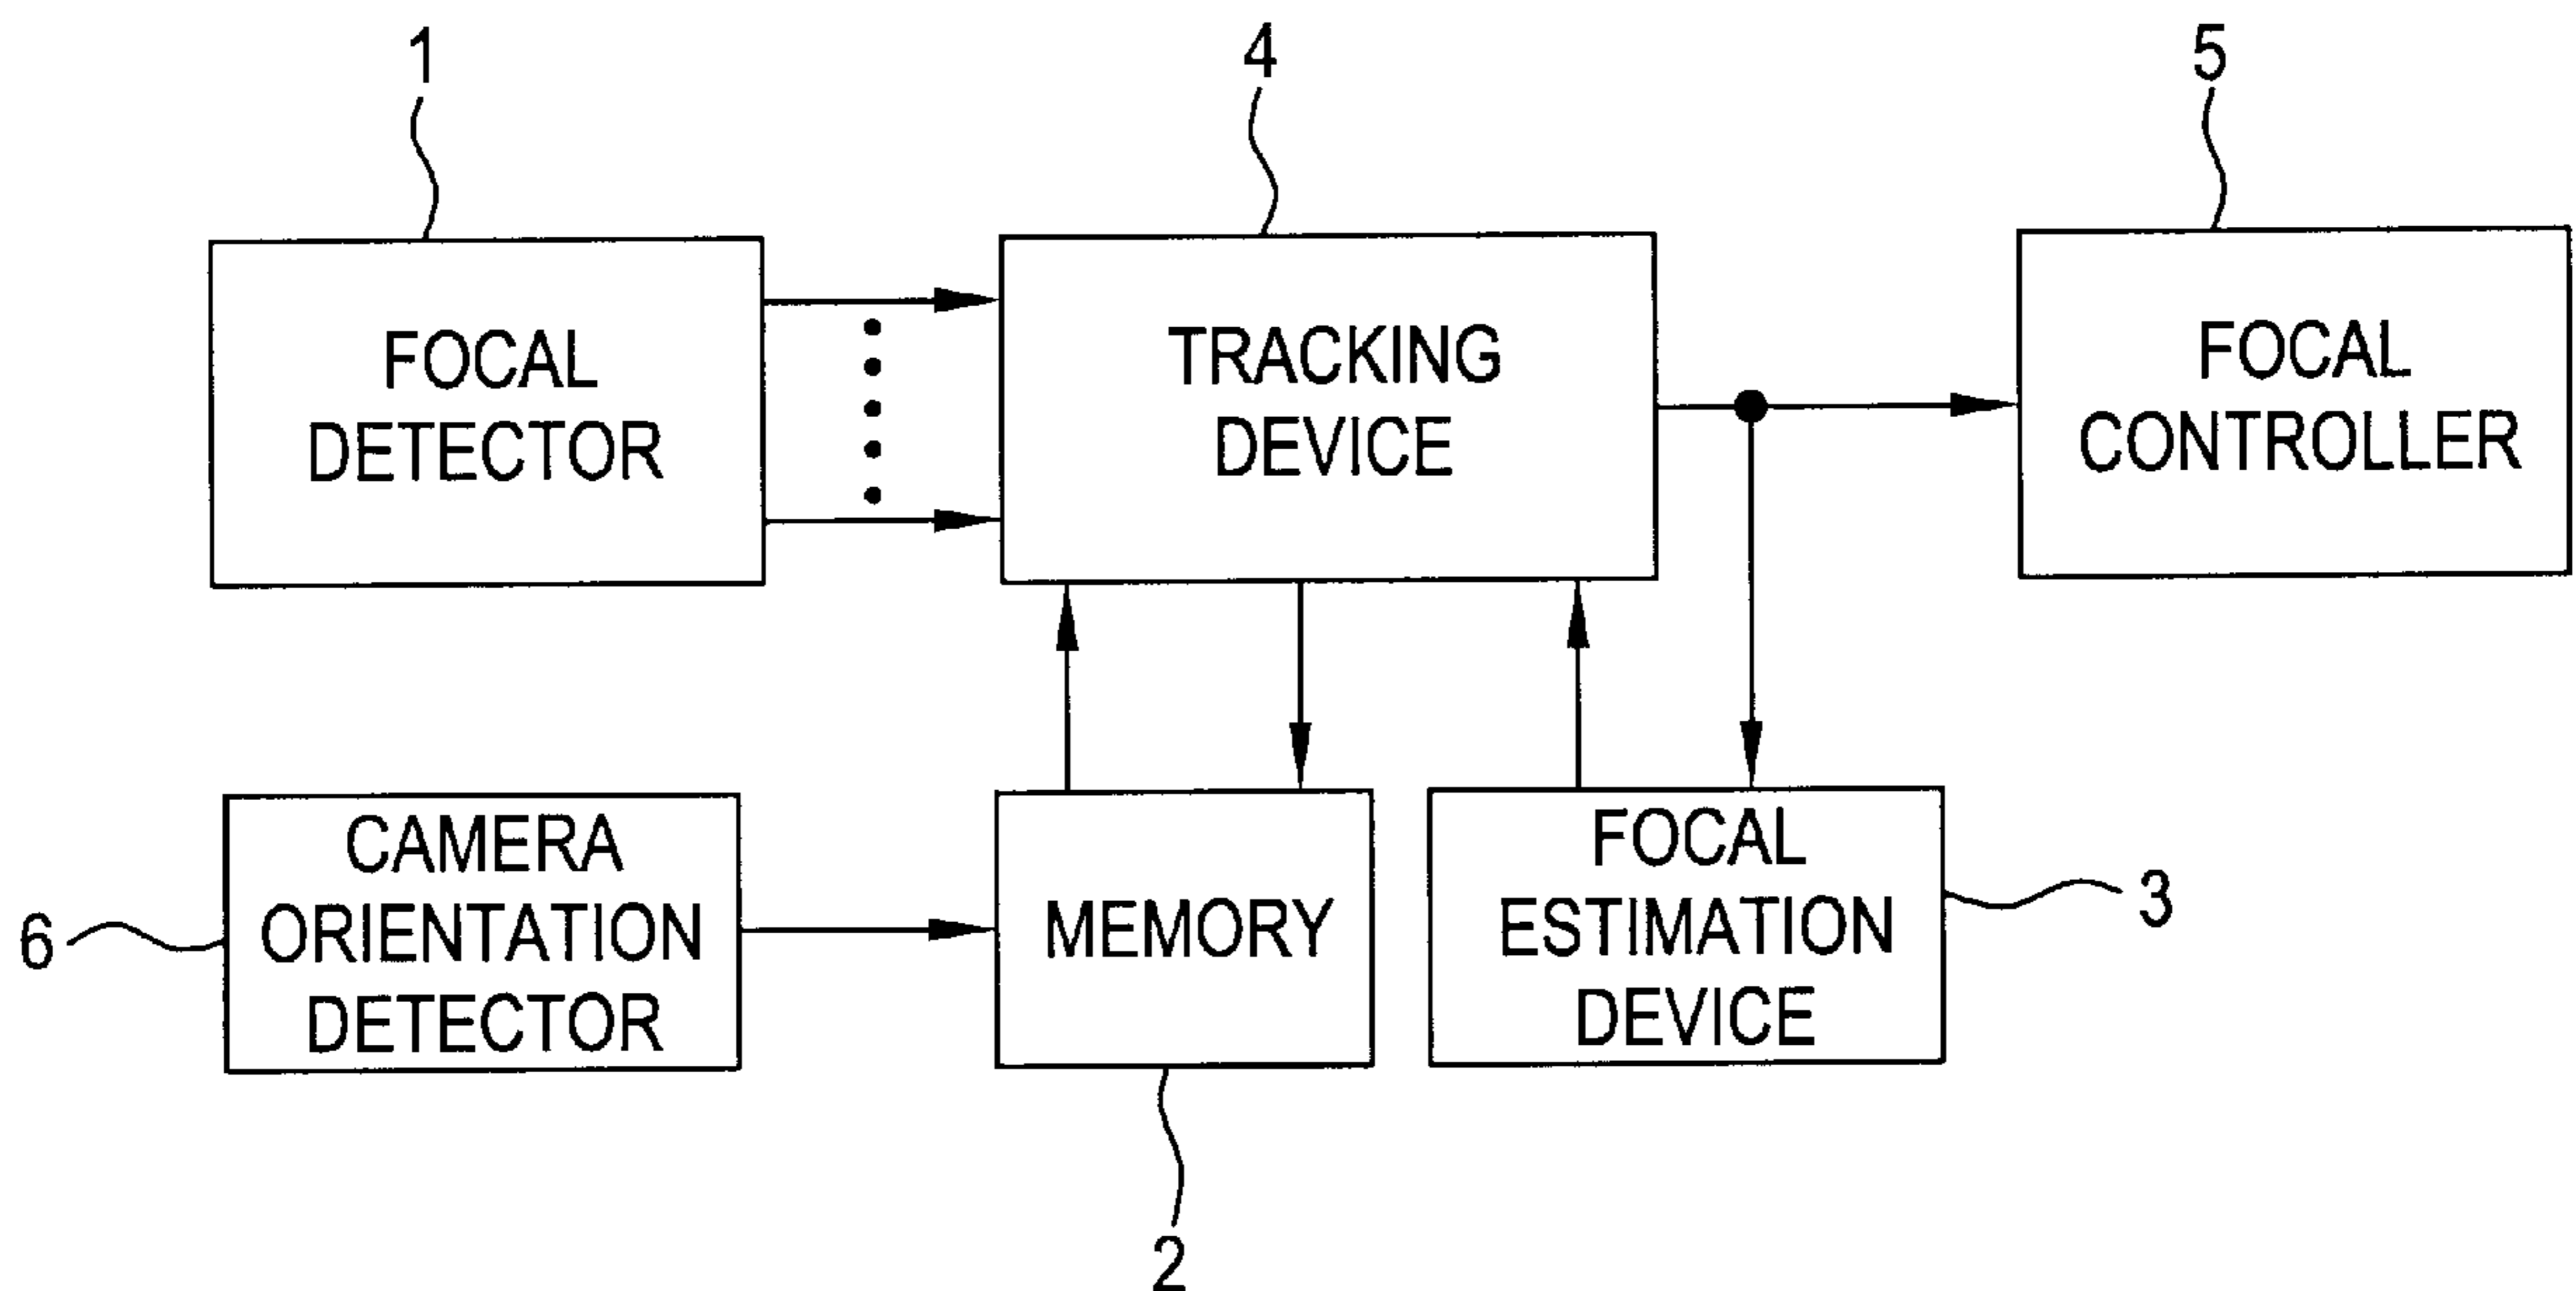 1
4
5
FOCAL
DETECTOR
TRACKING
DEVICE
FOCAL
CONTROLLER
CAMERA
ORIENTATION
DETECTOR
6
MEMORY
FOCAL
ESTIMATION
DEVICE
3
2